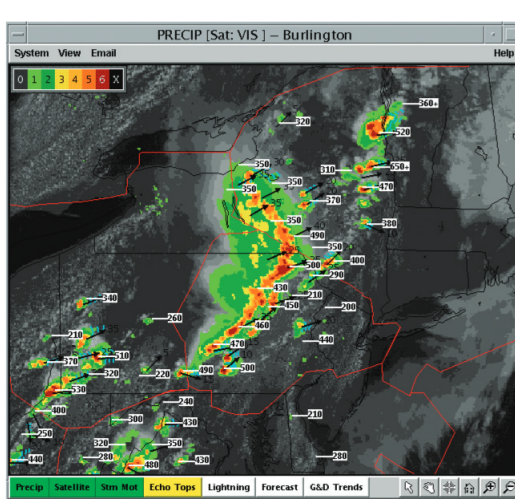 PRECIP [Sat: VIS ] – Burlington
System View Email Help
0 1 2 3 4 5 6 X
360+
320
520
350 310 650+
350 350 470
370
350 380
490
350
500 400
290
430 210
340 450 200
260
210 460 440
470
370 510
320 220 490 500
530
240
400 300 430 210
250 320 350
440 280 480 430 280
Precip Satellite Stm Mot Echo Tops Lightning Forecast G&D Trends